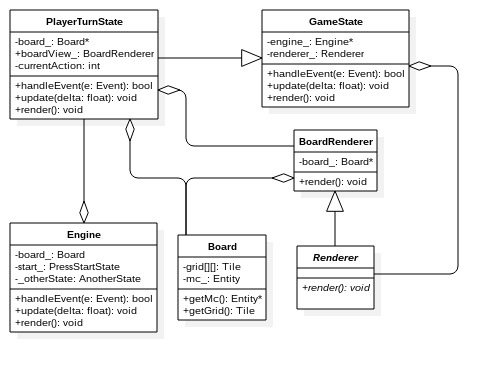 PlayerTurnState
-board_: Board*
+boardView_: BoardRenderer
-currentAction: int
+handleEvent(e: Event): bool
+update(delta: float): void
+render(): void
GameState
-engine_: Engine*
-renderer_: Renderer
+handleEvent(e: Event): bool
+update(delta: float): void
+render(): void
BoardRenderer
-board_: Board*
+render(): void
Engine
-board_: Board
-start_: PressStartState
-_otherState: AnotherState
+handleEvent(e: Event): bool
+update(delta: float): void
+render(): void
Board
-grid[][]: Tile
-mc_: Entity
+getMc(): Entity*
+getGrid(): Tile
Renderer
+render(): void